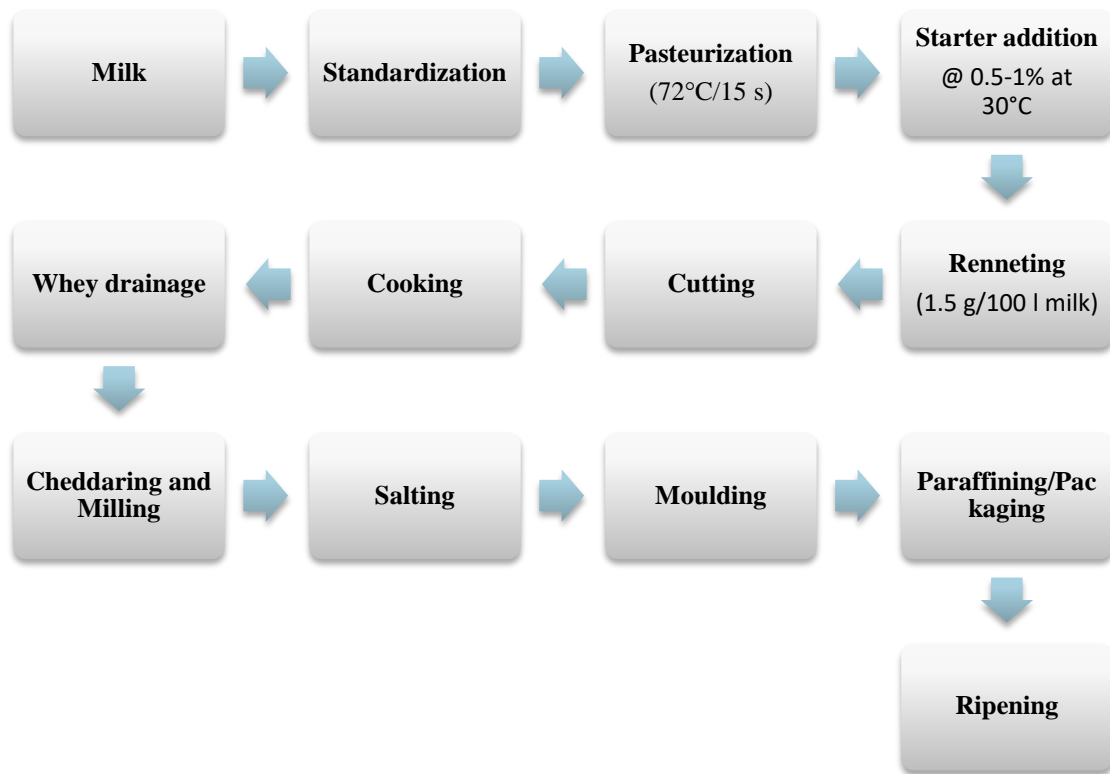 Milk
Standardization
Pasteurization
(72°C/15 s)
Starter addition
@ 0.5-1% at
30°C
Renneting
(1.5 g/100 l milk)
Cutting
Cooking
Whey drainage
Cheddaring and
Milling
Salting
Moulding
Paraffining/Pac
kaging
Ripening